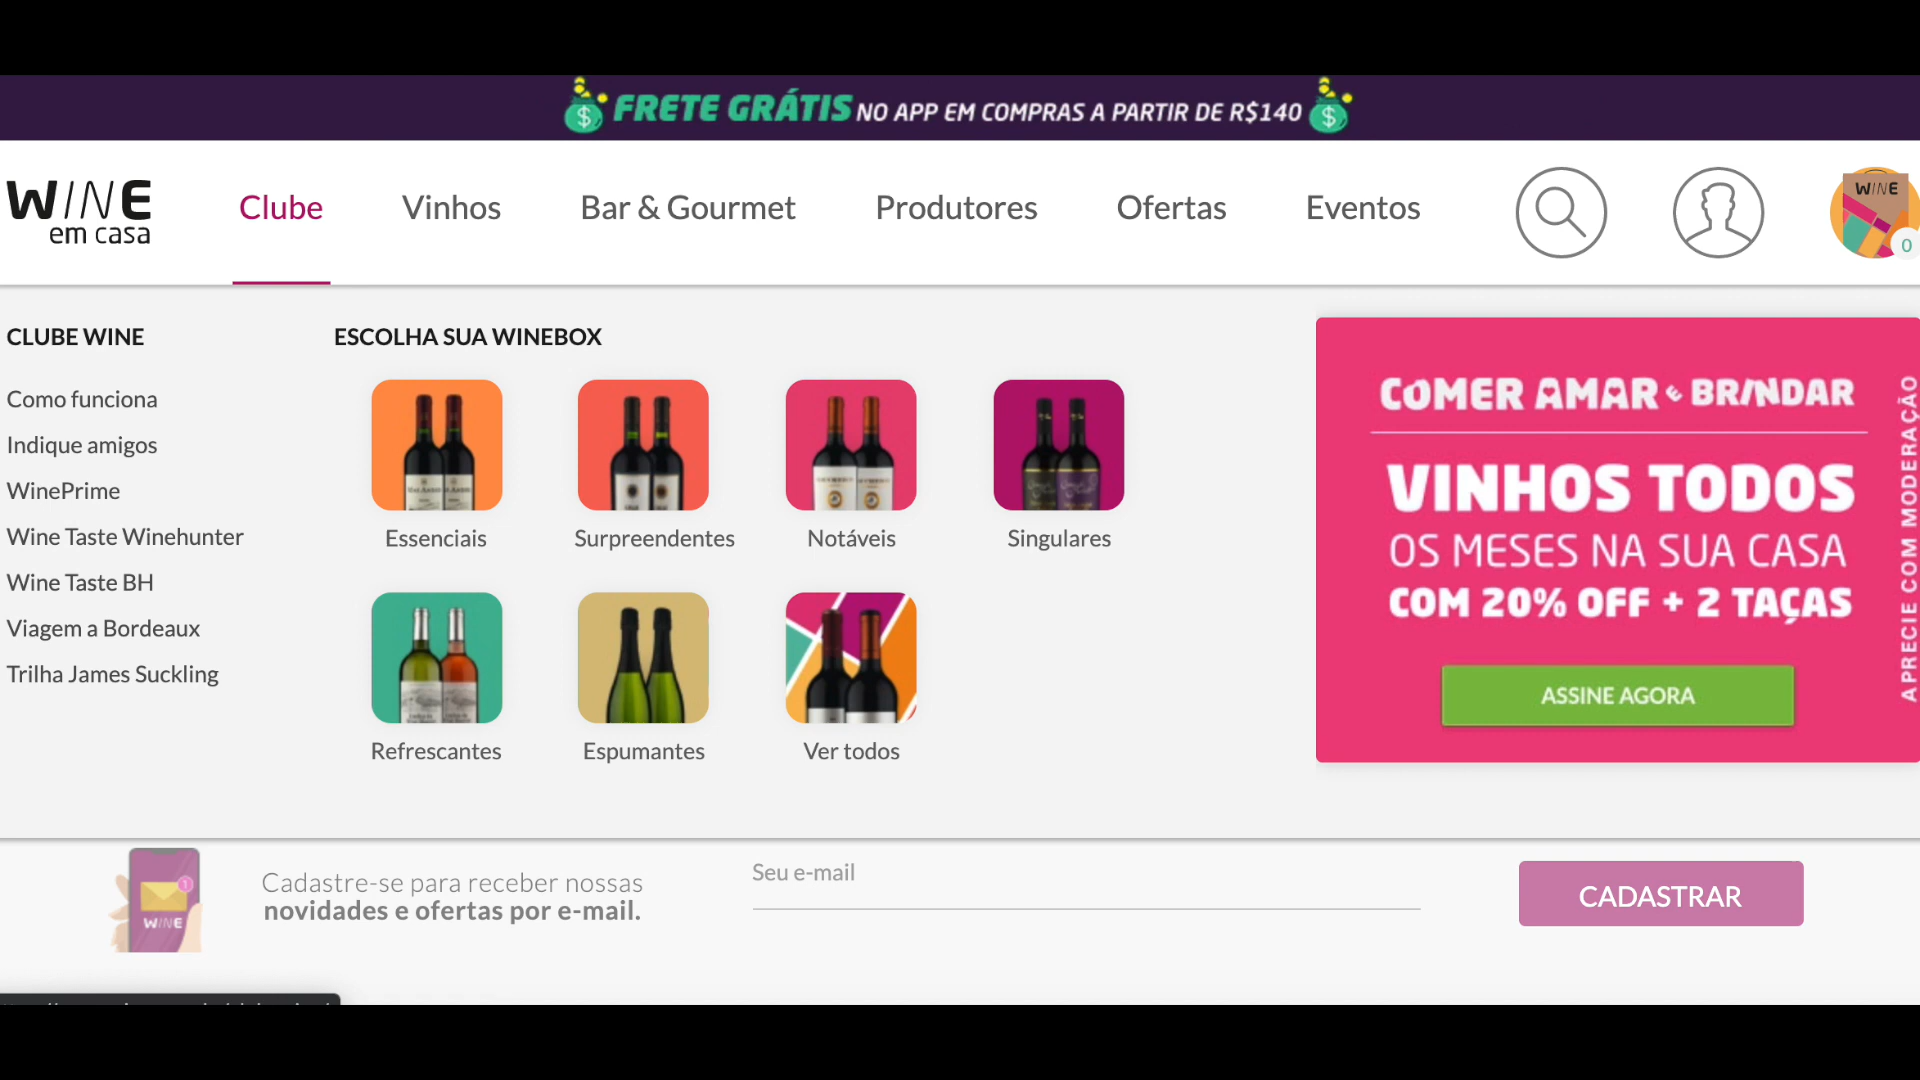 FRETE GRÁTIS NO APP EM COMPRAS A PARTIR DE R$140
WINE
em casa
Clube
Vinhos
Bar & Gourmet
Produtores
Ofertas
Eventos
WINE
0
CLUBE WINE
Como funciona
Indique amigos
WinePrime
Wine Taste Winehunter
Wine Taste BH
Viagem a Bordeaux
Trilha James Suckling
ESCOLHA SUA WINEBOX
Essenciais
Surpreendentes
Notáveis
Singulares
Refrescantes
Espumantes
Ver todos
COMER AMAR E BRINDAR
VINHOS TODOS
OS MESES NA SUA CASA
COM 20% OFF + 2 TAÇAS
ASSINE AGORA
APRECIE COM MODERAÇÃO
1
WINE
Cadastre-se para receber nossas
novidades e ofertas por e-mail.
Seu e-mail
CADASTRAR